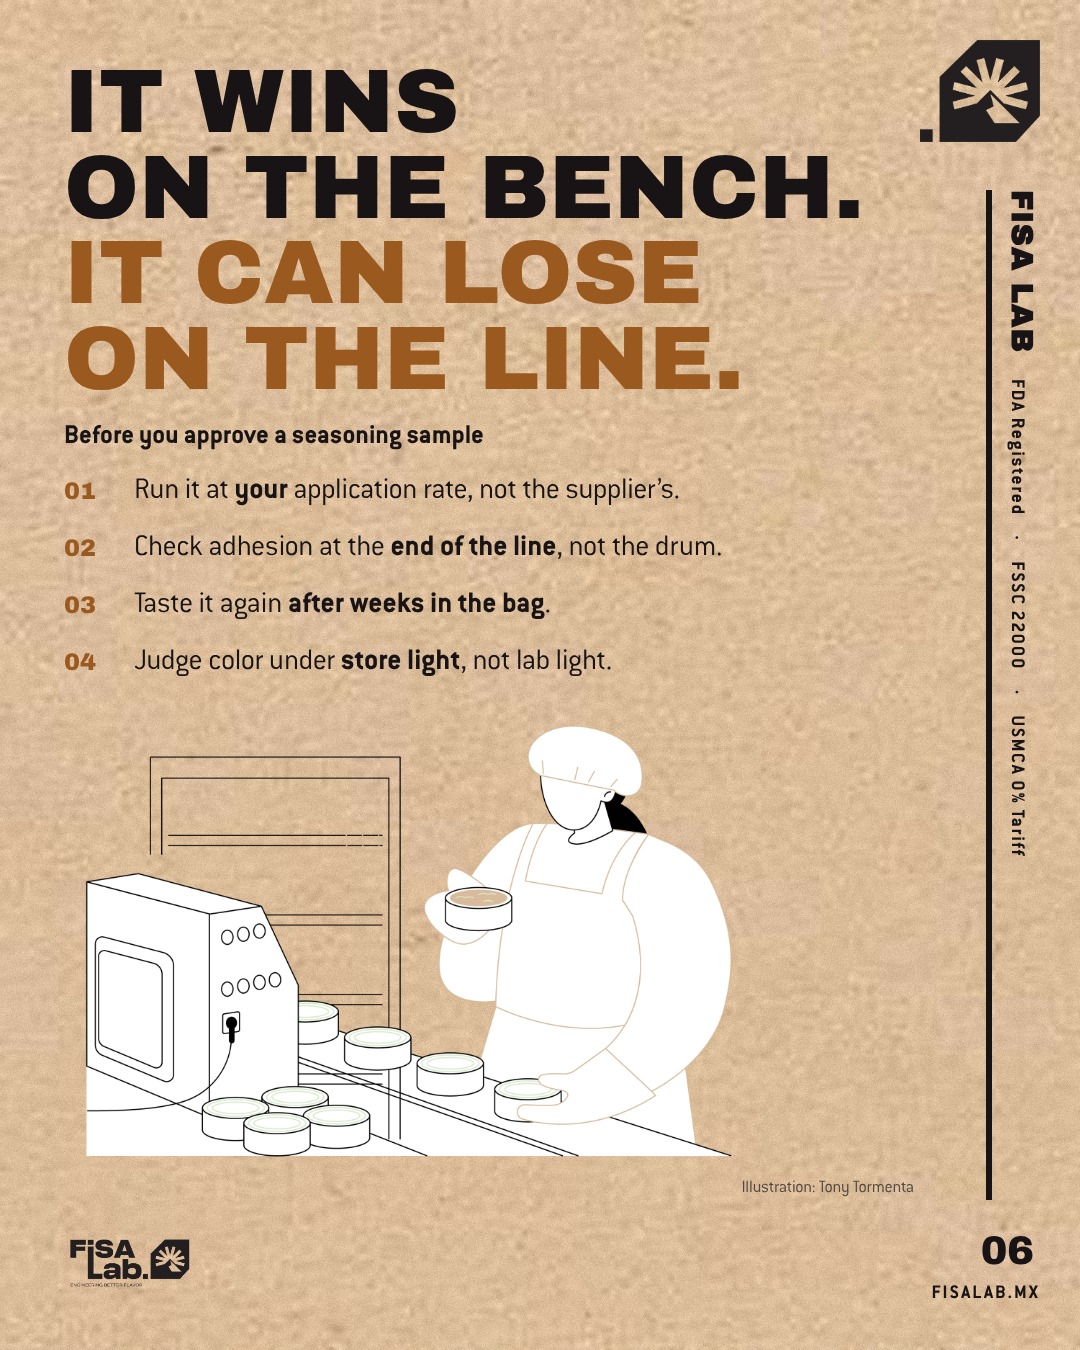 IT WINS
ON THE BENCH.
IT CAN LOSE
ON THE LINE.
Before you approve a seasoning sample
01 Run it at your application rate, not the supplier’s.
02 Check adhesion at the end of the line, not the drum.
03 Taste it again after weeks in the bag.
04 Judge color under store light, not lab light.
FISA LAB FDA Registered · FSSC 22000 · USMCA 0% Tariff
Illustration: Tony Tormenta
FiSA
Lab.
ENGINEERING BETTER FLAVOR
06
FISALAB.MX